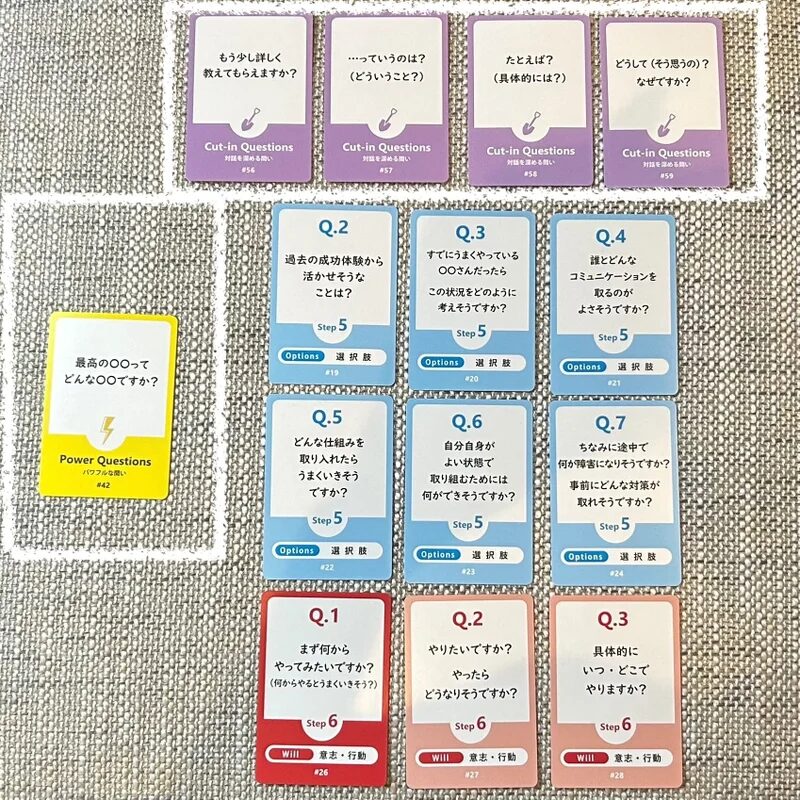 もう少し詳しく
教えてもらえますか？
Cut-in Questions
対話を深める問い
#56
…っていうのは？
（どういうこと？）
Cut-in Questions
対話を深める問い
#57
たとえば？
（具体的には？）
Cut-in Questions
対話を深める問い
#58
どうして（そう思うの）？
なぜですか？
Cut-in Questions
対話を深める問い
#59
最高の〇〇って
どんな〇〇ですか？
Power Questions
パワフルな問い
#42
Q.2
過去の成功体験から
活かせそうな
ことは？
Step 5
Options 選択肢
#19
Q.3
すでにうまくやっている
〇〇さんだったら
この状況をどのように
考えそうですか？
Step 5
Options 選択肢
#20
Q.4
誰とどんな
コミュニケーションを
取るのが
よさそうですか？
Step 5
Options 選択肢
#21
Q.5
どんな仕組みを
取り入れたら
うまくいきそう
ですか？
Step 5
Options 選択肢
#22
Q.6
自分自身が
よい状態で
取り組むためには
何ができそうですか？
Step 5
Options 選択肢
#23
Q.7
ちなみに途中で
何が障害になりそうですか？
事前にどんな対策が
取れそうですか？
Step 5
Options 選択肢
#24
Q.1
まず何から
やってみたいですか？
（何からやるとうまくいきそう？）
Step 6
Will 意志・行動
#26
Q.2
やりたいですか？
やったら
どうなりそうですか？
Step 6
Will 意志・行動
#27
Q.3
具体的に
いつ・どこで
やりますか？
Step 6
Will 意志・行動
#28